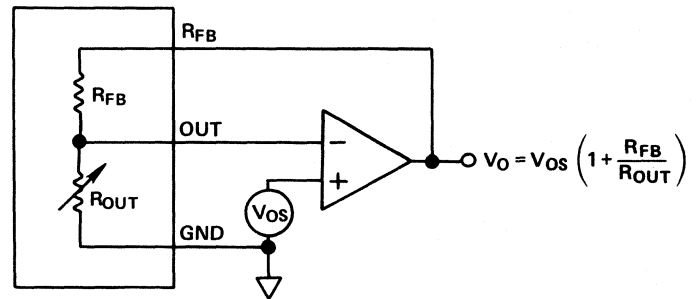 RFB
RFB
OUT
−
+
VO = VOS (1 + RFB/ROUT)
ROUT
VOS
GND